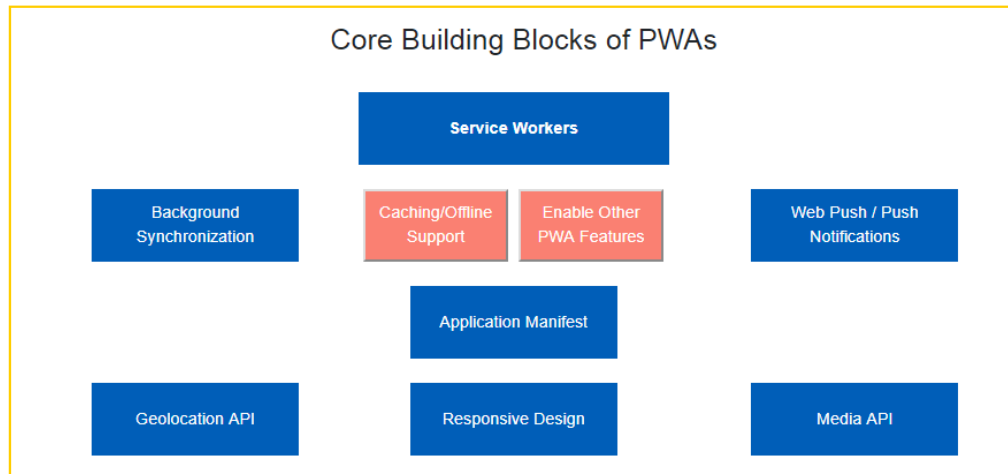 Core Building Blocks of PWAs
Service Workers
Background
Synchronization
Caching/Offline
Support
Enable Other
PWA Features
Web Push / Push
Notifications
Application Manifest
Geolocation API
Responsive Design
Media API